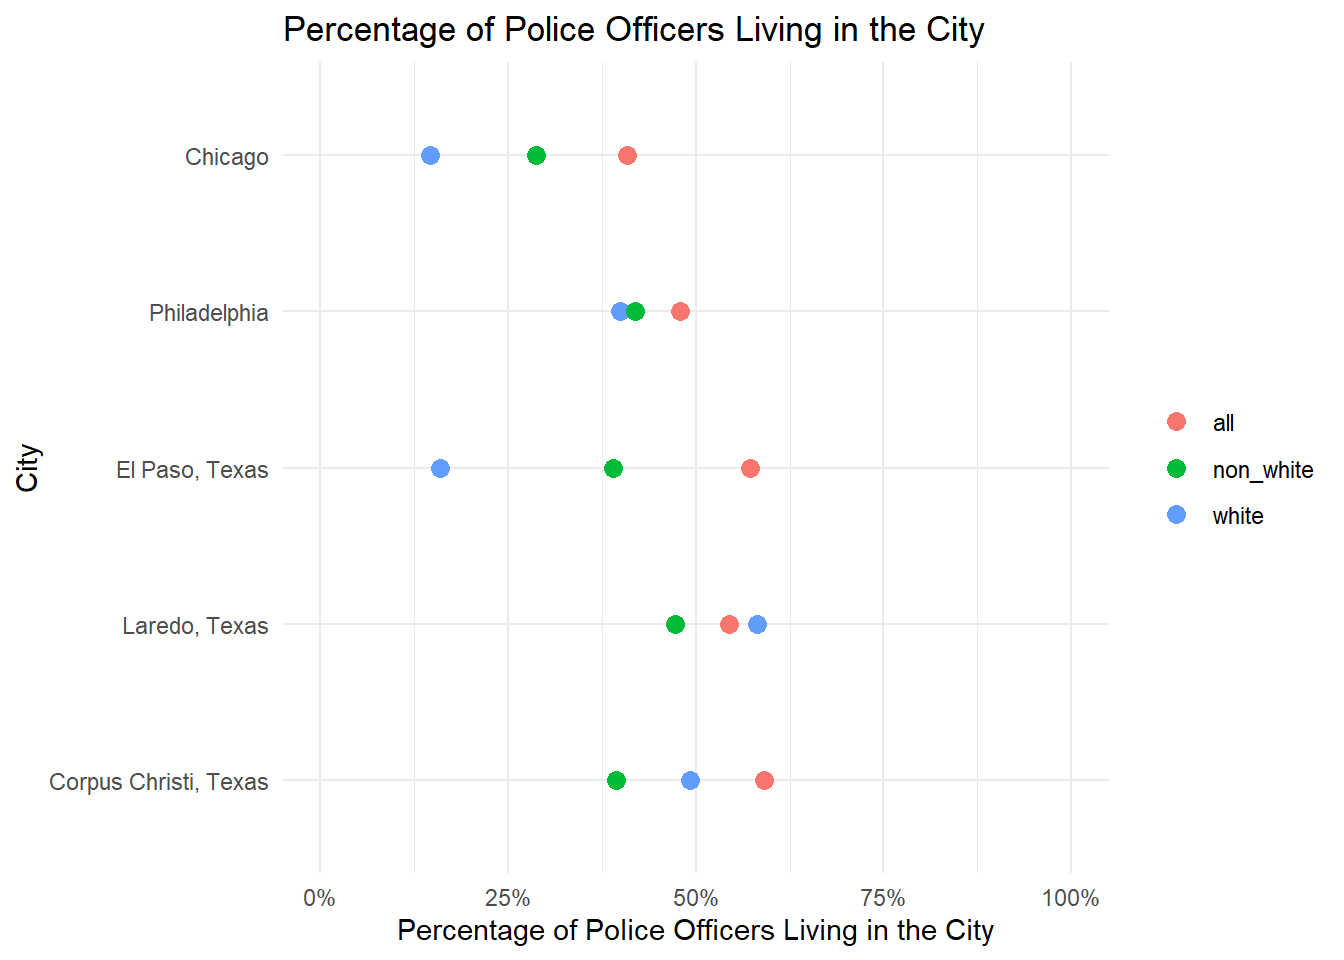 Percentage of Police Officers Living in the City
Chicago
Philadelphia
El Paso, Texas
Laredo, Texas
Corpus Christi, Texas
City
0% 25% 50% 75% 100%
Percentage of Police Officers Living in the City
all
non_white
white